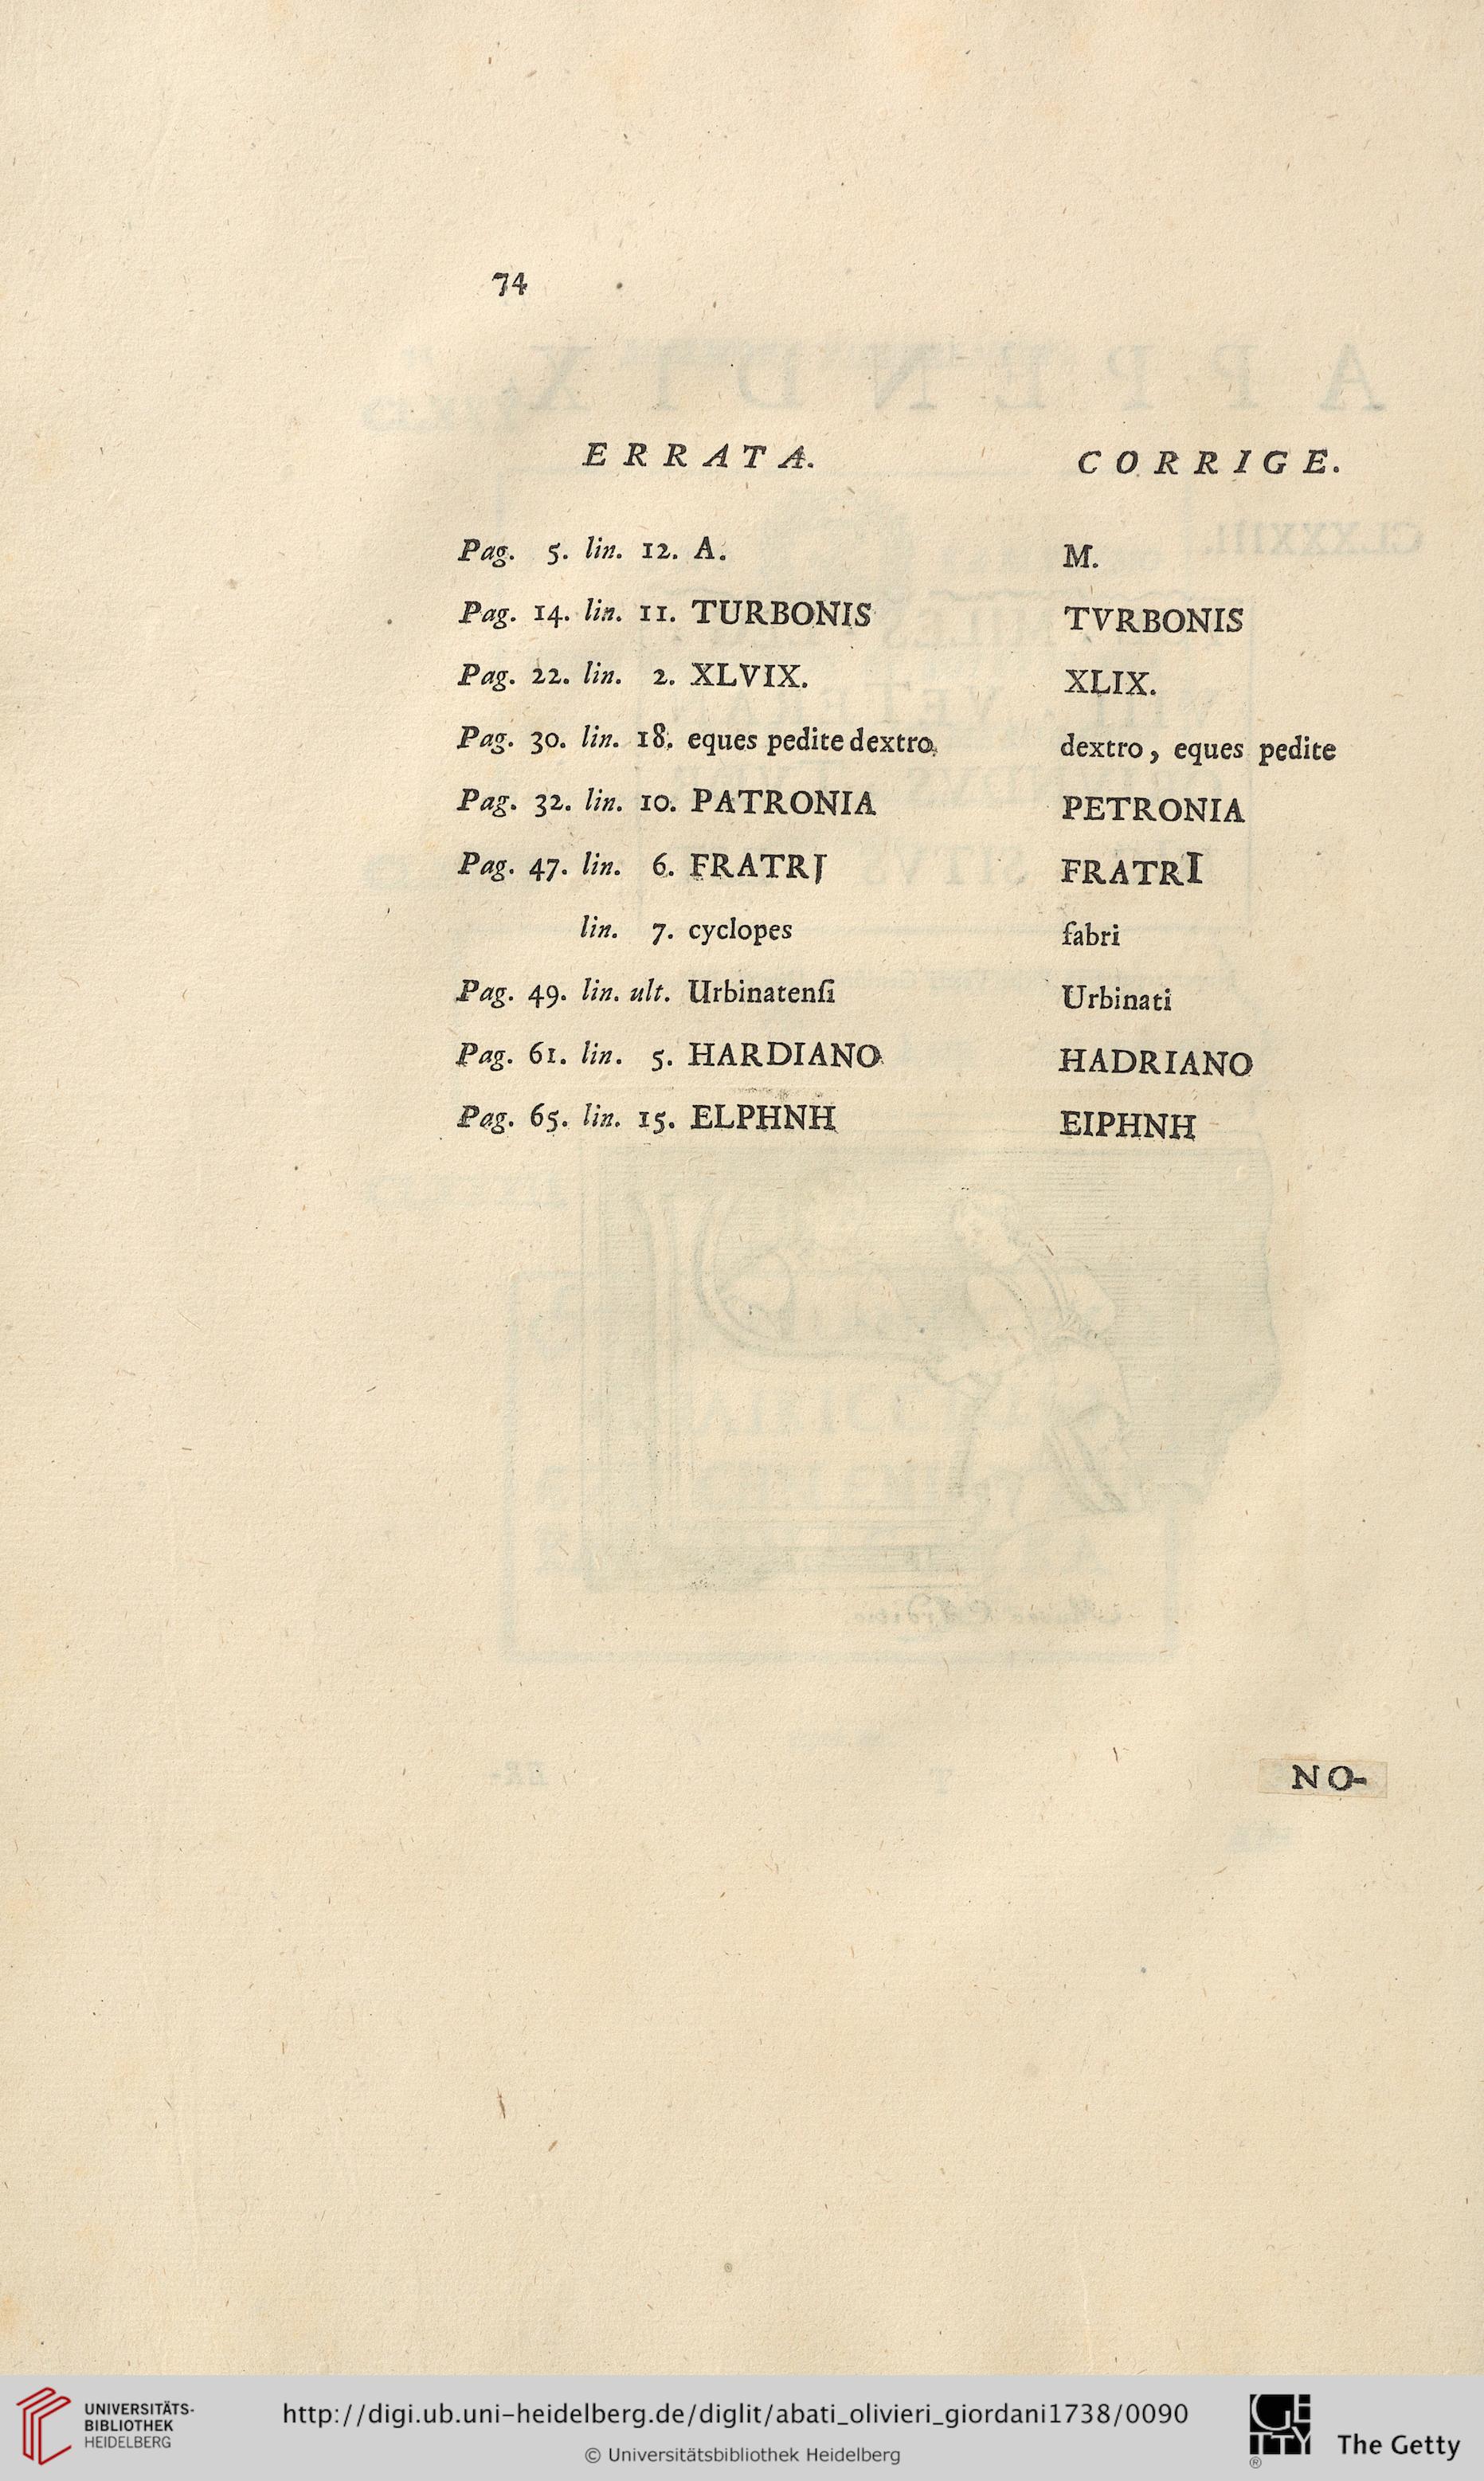 74
ERRATA. CORRIGE.
Pag. 5. lin. 12. A. M.
Pag. 14. lin. 11. TURBONIS TVRBONIS
Pag. 22. lin. 2. XLVIX. XLIX.
Pag. 30. lin. 18. eques pedite dextro, dextro, eques pedite
Pag. 32. lin. 10. PATRONIA PETRONIA
Pag. 47. lin. 6. FRATRJ FRATRI
lin. 7. cyclopes fabri
Pag. 49. lin. ult. Urbinatenſi Urbinati
Pag. 61. lin. 5. HARDIANO HADRIANO
Pag. 65. lin. 15. ELPHNH EIPHNH
NO-
UNIVERSITÄTS-
BIBLIOTHEK
HEIDELBERG
http://digi.ub.uni-heidelberg.de/diglit/abati_olivieri_giordani1738/0090
© Universitätsbibliothek Heidelberg
GETTY
® The Getty